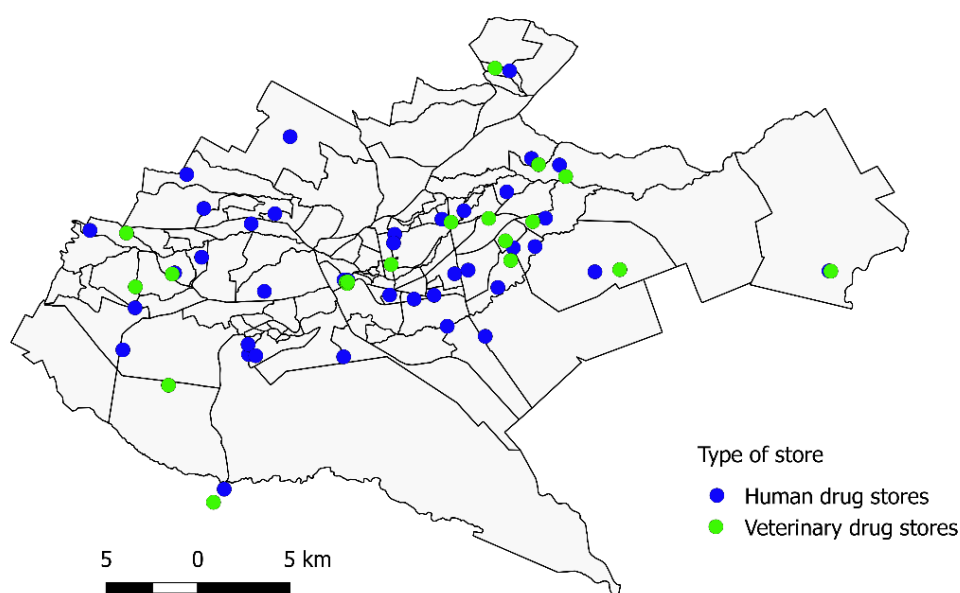 Type of store
Human drug stores
Veterinary drug stores
5 0 5 km